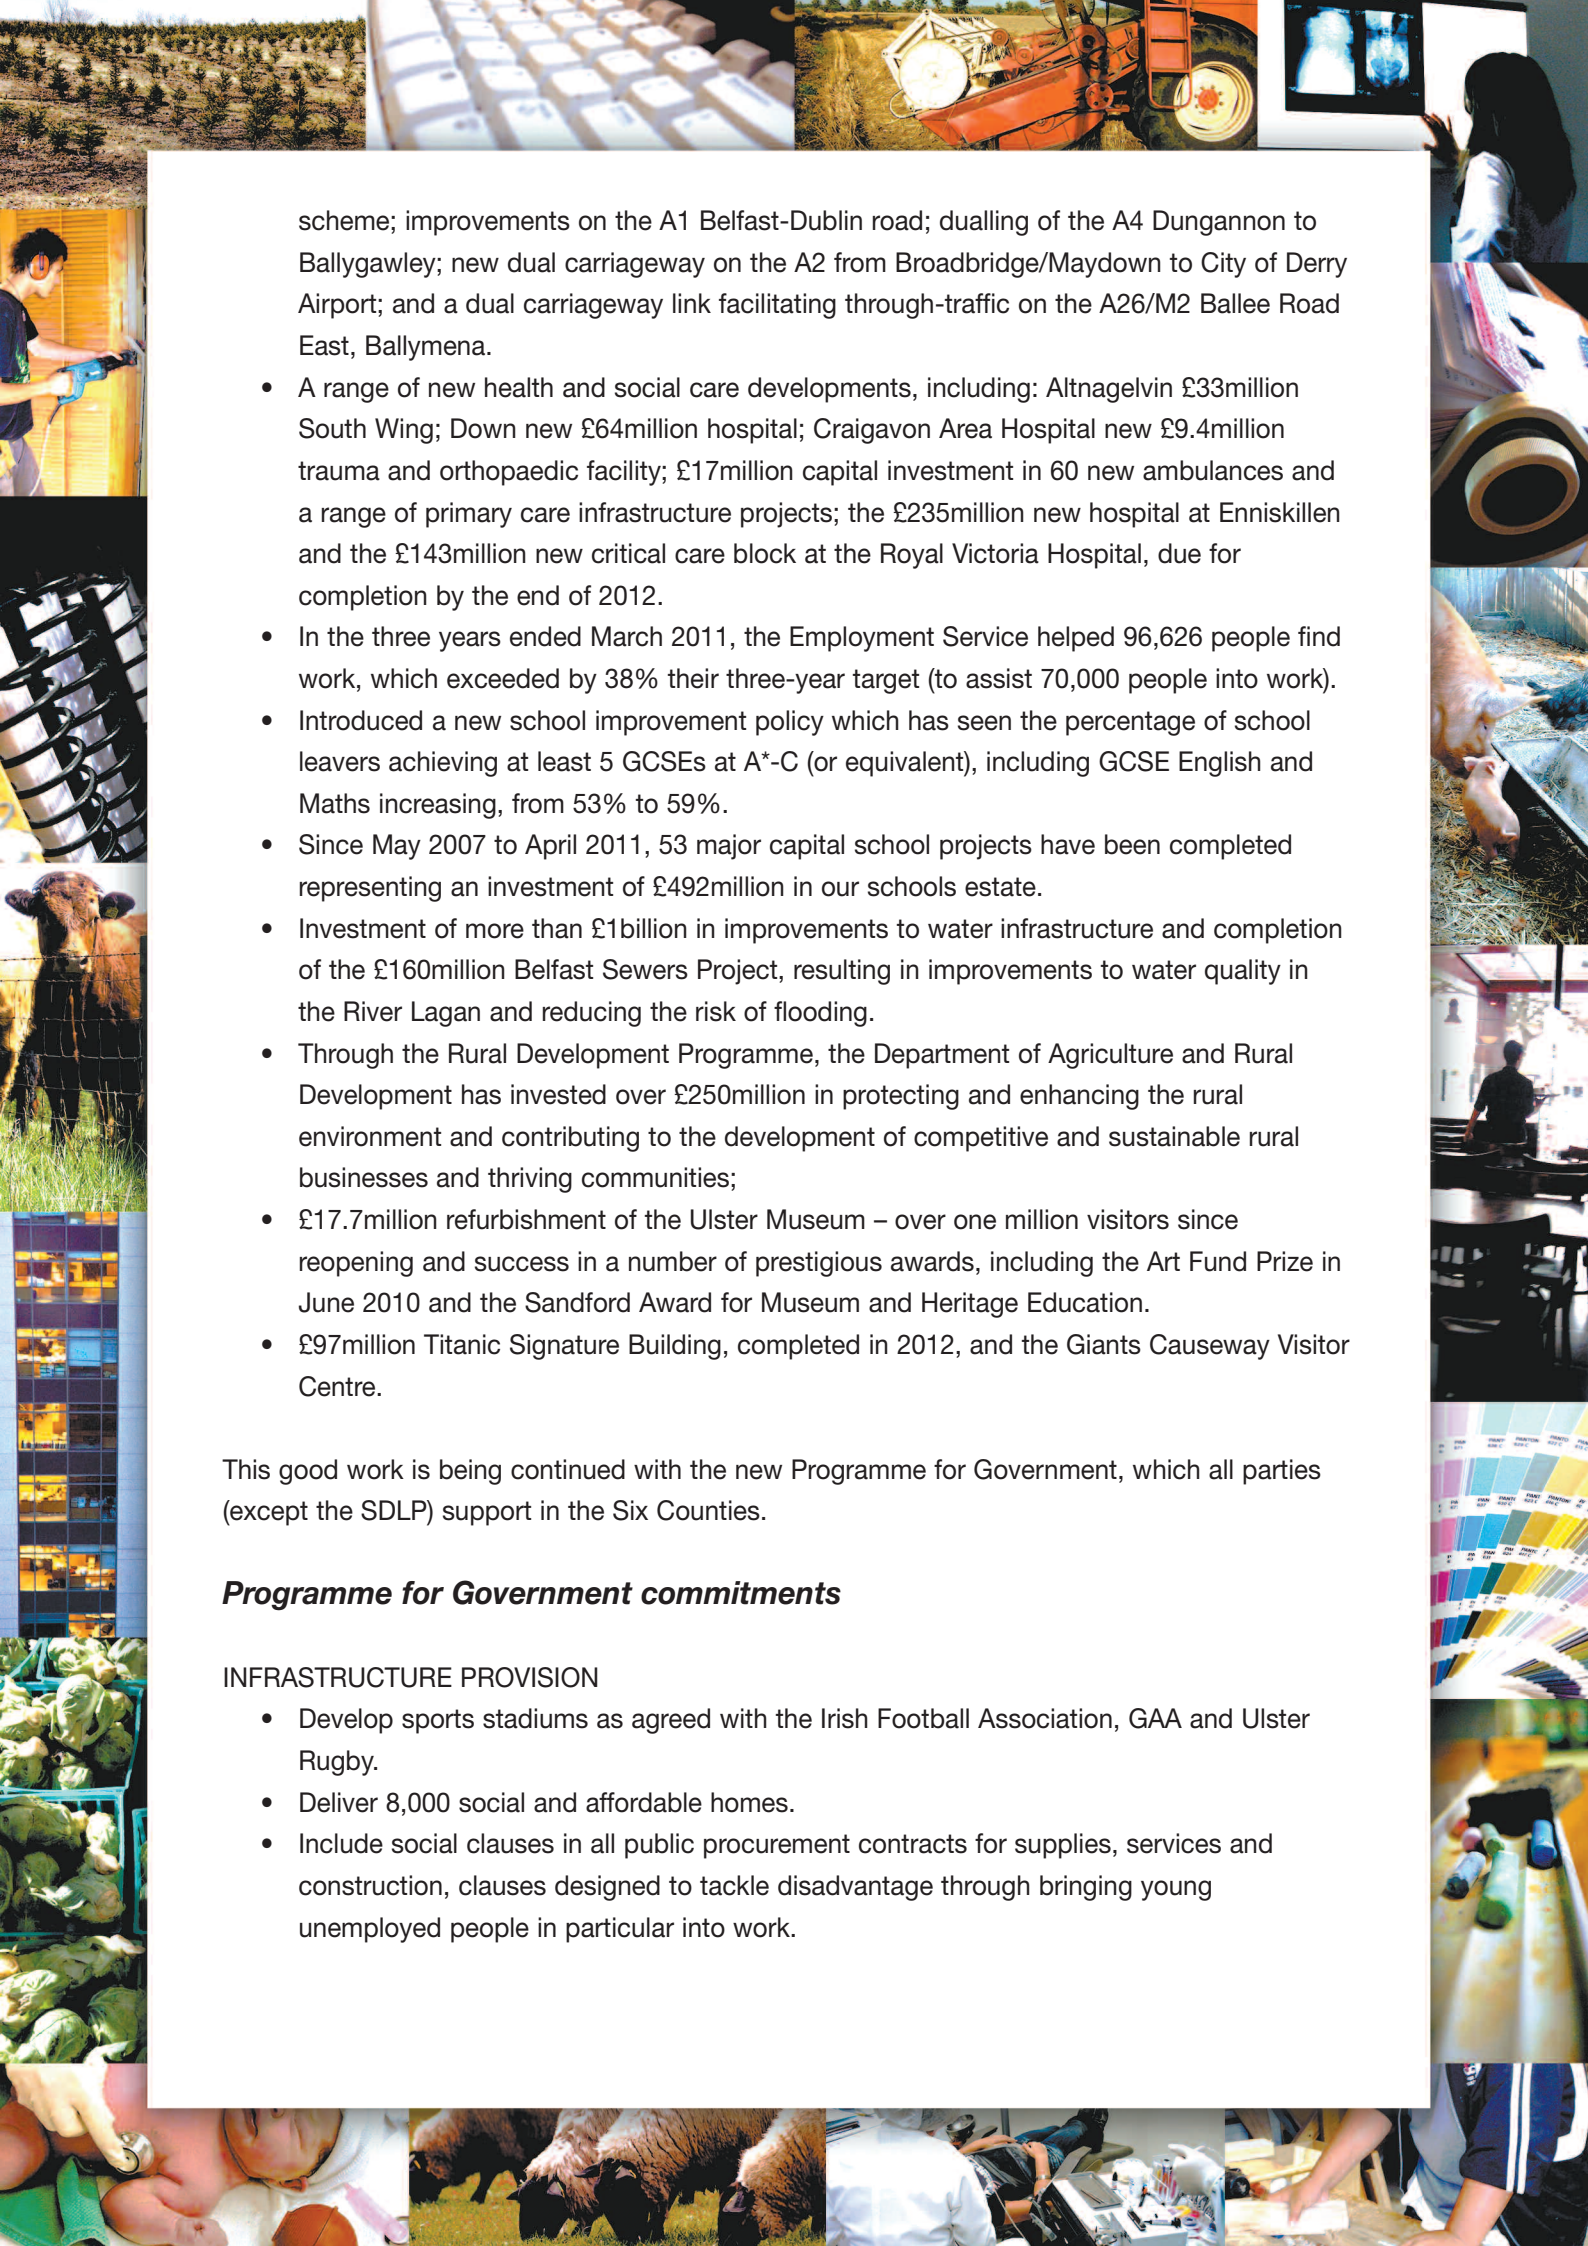 scheme; improvements on the A1 Belfast-Dublin road; dualling of the A4 Dungannon to
Ballygawley; new dual carriageway on the A2 from Broadbridge/Maydown to City of Derry
Airport; and a dual carriageway link facilitating through-traffic on the A26/M2 Ballee Road
East, Ballymena.
• A range of new health and social care developments, including: Altnagelvin £33million
South Wing; Down new £64million hospital; Craigavon Area Hospital new £9.4million
trauma and orthopaedic facility; £17million capital investment in 60 new ambulances and
a range of primary care infrastructure projects; the £235million new hospital at Enniskillen
and the £143million new critical care block at the Royal Victoria Hospital, due for
completion by the end of 2012.
• In the three years ended March 2011, the Employment Service helped 96,626 people find
work, which exceeded by 38% their three-year target (to assist 70,000 people into work).
• Introduced a new school improvement policy which has seen the percentage of school
leavers achieving at least 5 GCSEs at A*-C (or equivalent), including GCSE English and
Maths increasing, from 53% to 59%.
• Since May 2007 to April 2011, 53 major capital school projects have been completed
representing an investment of £492million in our schools estate.
• Investment of more than £1billion in improvements to water infrastructure and completion
of the £160million Belfast Sewers Project, resulting in improvements to water quality in
the River Lagan and reducing the risk of flooding.
• Through the Rural Development Programme, the Department of Agriculture and Rural
Development has invested over £250million in protecting and enhancing the rural
environment and contributing to the development of competitive and sustainable rural
businesses and thriving communities;
• £17.7million refurbishment of the Ulster Museum – over one million visitors since
reopening and success in a number of prestigious awards, including the Art Fund Prize in
June 2010 and the Sandford Award for Museum and Heritage Education.
• £97million Titanic Signature Building, completed in 2012, and the Giants Causeway Visitor
Centre.
This good work is being continued with the new Programme for Government, which all parties
(except the SDLP) support in the Six Counties.
Programme for Government commitments
INFRASTRUCTURE PROVISION
• Develop sports stadiums as agreed with the Irish Football Association, GAA and Ulster
Rugby.
• Deliver 8,000 social and affordable homes.
• Include social clauses in all public procurement contracts for supplies, services and
construction, clauses designed to tackle disadvantage through bringing young
unemployed people in particular into work.